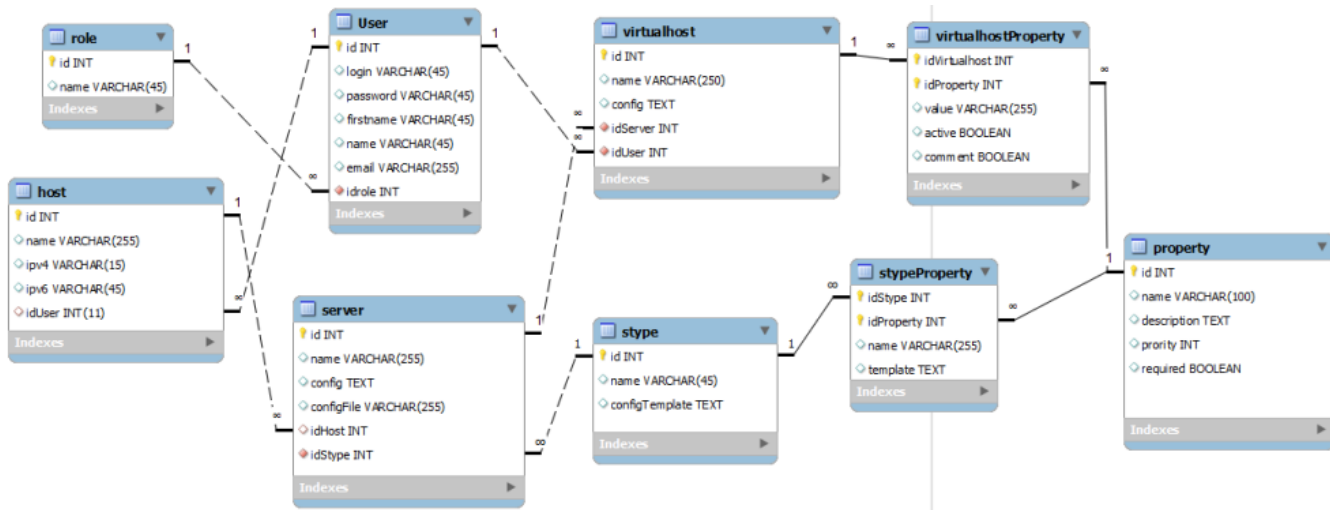 role
id INT
name VARCHAR(45)
Indexes
User
id INT
login VARCHAR(45)
password VARCHAR(45)
firstname VARCHAR(45)
name VARCHAR(45)
email VARCHAR(255)
idrole INT
Indexes
virtualhost
id INT
name VARCHAR(250)
config TEXT
idServer INT
idUser INT
Indexes
virtualhostProperty
idVirtualhost INT
idProperty INT
value VARCHAR(255)
active BOOLEAN
comment BOOLEAN
Indexes
host
id INT
name VARCHAR(255)
ipv4 VARCHAR(15)
ipv6 VARCHAR(45)
idUser INT(11)
Indexes
server
id INT
name VARCHAR(255)
config TEXT
configFile VARCHAR(255)
idHost INT
idStype INT
Indexes
stype
id INT
name VARCHAR(45)
configTemplate TEXT
Indexes
stypeProperty
idStype INT
idProperty INT
name VARCHAR(255)
template TEXT
Indexes
property
id INT
name VARCHAR(100)
description TEXT
prority INT
required BOOLEAN
Indexes
1
∞
1
∞
1
∞
1
∞
1
∞
1
∞
1
∞
1
∞
1
∞
∞